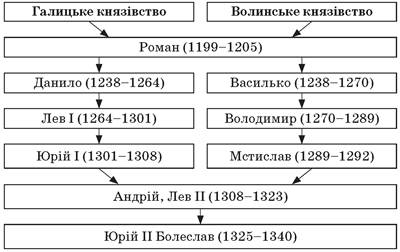 Галицьке князівство
Волинське князівство
Роман (1199–1205)
Данило (1238–1264)
Василько (1238–1270)
Лев I (1264–1301)
Володимир (1270–1289)
Юрій I (1301–1308)
Мстислав (1289–1292)
Андрій, Лев II (1308–1323)
Юрій II Болеслав (1325–1340)